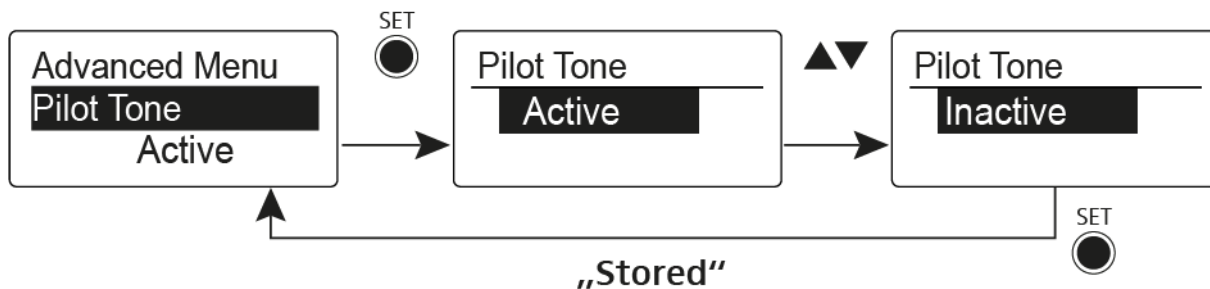 SET
Advanced Menu
Pilot Tone
Active
Pilot Tone
Active
▲▼
Pilot Tone
Inactive
SET
„Stored“